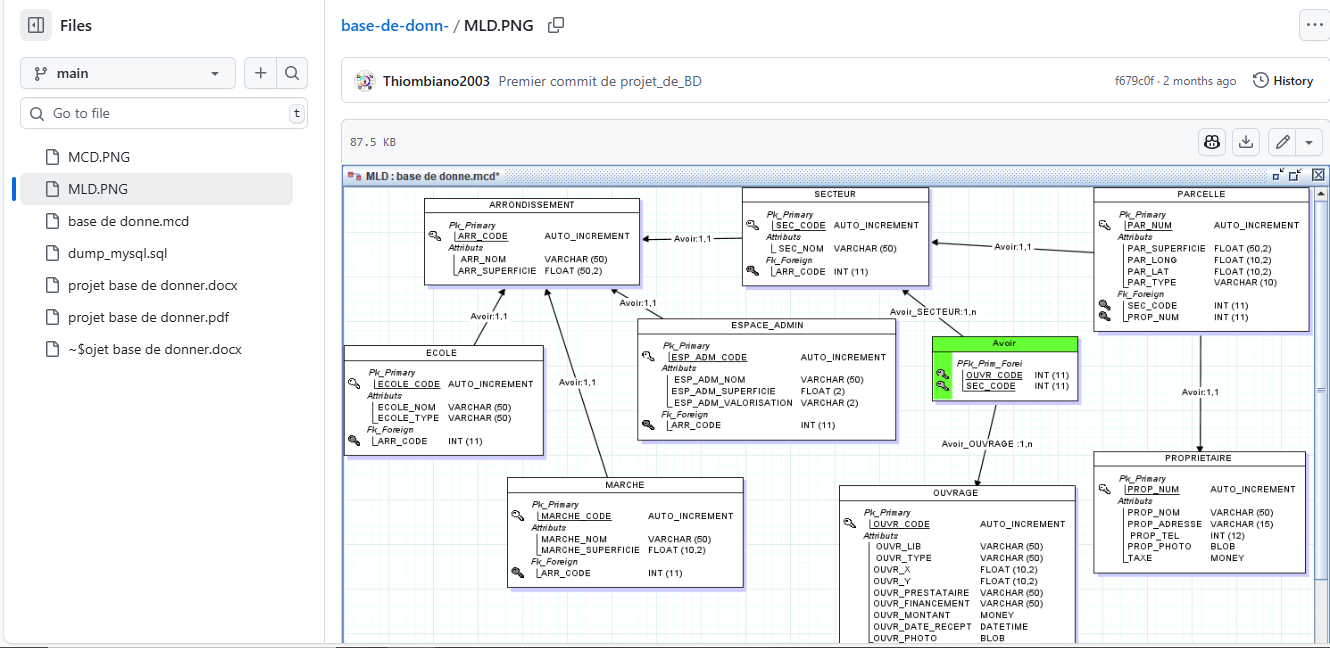 Files
main
Go to file
t
MCD.PNG
MLD.PNG
base de donne.mcd
dump_mysql.sql
projet base de donner.docx
projet base de donner.pdf
~$ojet base de donner.docx
base-de-donn- / MLD.PNG
Thiombiano2003 Premier commit de projet_de_BD
f679c0f · 2 months ago
History
87.5 KB
MLD : base de donne.mcd*
ARRONDISSEMENT
Pk_Primary
ARR_CODE AUTO_INCREMENT
Attributs
ARR_NOM VARCHAR (50)
ARR_SUPERFICIE FLOAT (50,2)
Avoir:1,1
SECTEUR
Pk_Primary
SEC_CODE AUTO_INCREMENT
Attributs
SEC_NOM VARCHAR (50)
Fk_Foreign
ARR_CODE INT (11)
Avoir:1,1
PARCELLE
Pk_Primary
PAR_NUM AUTO_INCREMENT
Attributs
PAR_SUPERFICIE FLOAT (50,2)
PAR_LONG FLOAT (10,2)
PAR_LAT FLOAT (10,2)
PAR_TYPE VARCHAR (10)
Fk_Foreign
SEC_CODE INT (11)
PROP_NUM INT (11)
Avoir:1,1
Avoir:1,1
Avoir_SECTEUR:1,n
ECOLE
Pk_Primary
ECOLE_CODE AUTO_INCREMENT
Attributs
ECOLE_NOM VARCHAR (50)
ECOLE_TYPE VARCHAR (50)
Fk_Foreign
ARR_CODE INT (11)
Avoir:1,1
ESPACE_ADMIN
Pk_Primary
ESP_ADM_CODE AUTO_INCREMENT
Attributs
ESP_ADM_NOM VARCHAR (50)
ESP_ADM_SUPERFICIE FLOAT (2)
ESP_ADM_VALORISATION VARCHAR (2)
Fk_Foreign
ARR_CODE INT (11)
Avoir
PFk_Prim_Forei
OUVR_CODE INT (11)
SEC_CODE INT (11)
Avoir:1,1
Avoir_OUVRAGE :1,n
MARCHE
Pk_Primary
MARCHE_CODE AUTO_INCREMENT
Attributs
MARCHE_NOM VARCHAR (50)
MARCHE_SUPERFICIE FLOAT (10,2)
Fk_Foreign
ARR_CODE INT (11)
OUVRAGE
Pk_Primary
OUVR_CODE AUTO_INCREMENT
Attributs
OUVR_LIB VARCHAR (50)
OUVR_TYPE VARCHAR (50)
OUVR_X FLOAT (10,2)
OUVR_Y FLOAT (10,2)
OUVR_PRESTATAIRE VARCHAR (50)
OUVR_FINANCEMENT VARCHAR (50)
OUVR_MONTANT MONEY
OUVR_DATE_RECEPT DATETIME
OUVR_PHOTO BLOB
PROPRIETAIRE
Pk_Primary
PROP_NUM AUTO_INCREMENT
Attributs
PROP_NOM VARCHAR (50)
PROP_ADRESSE VARCHAR (15)
PROP_TEL INT (12)
PROP_PHOTO BLOB
TAXE MONEY